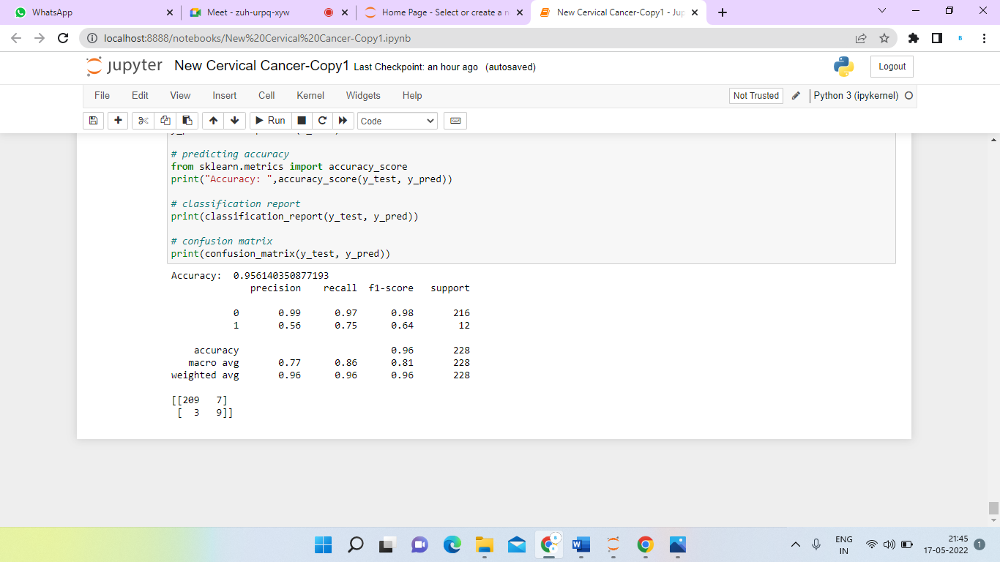 WhatsApp
Meet - zuh-urpq-xyw
Home Page - Select or create a n
New Cervical Cancer-Copy1 - Jup
localhost:8888/notebooks/New%20Cervical%20Cancer-Copy1.ipynb
B
jupyter New Cervical Cancer-Copy1 Last Checkpoint: an hour ago (autosaved)
Logout
File Edit View Insert Cell Kernel Widgets Help
Not Trusted
Python 3 (ipykernel)
Run
Code
# predicting accuracy
from sklearn.metrics import accuracy_score
print("Accuracy: ",accuracy_score(y_test, y_pred))
# classification report
print(classification_report(y_test, y_pred))
# confusion matrix
print(confusion_matrix(y_test, y_pred))
Accuracy:  0.956140350877193
precision    recall  f1-score   support
0       0.99      0.97      0.98       216
1       0.56      0.75      0.64        12
accuracy                           0.96       228
macro avg       0.77      0.86      0.81       228
weighted avg       0.96      0.96      0.96       228
[[209   7]
[  3   9]]
ENG
IN
21:45
17-05-2022
1